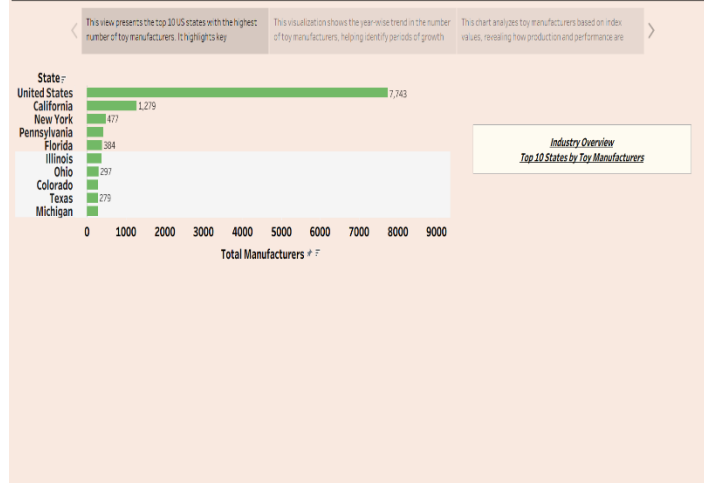 This view presents the top 10 US states with the highest
number of toy manufacturers. It highlights key
This visualization shows the year-wise trend in the number
of toy manufacturers, helping identify periods of growth
This chart analyzes toy manufacturers based on index
values, revealing how production and performance are
State
United States 7,743
California 1,279
New York 477
Pennsylvania
Florida 384
Illinois
Ohio 297
Colorado
Texas 279
Michigan
0 1000 2000 3000 4000 5000 6000 7000 8000 9000
Total Manufacturers
Industry Overview
Top 10 States by Toy Manufacturers